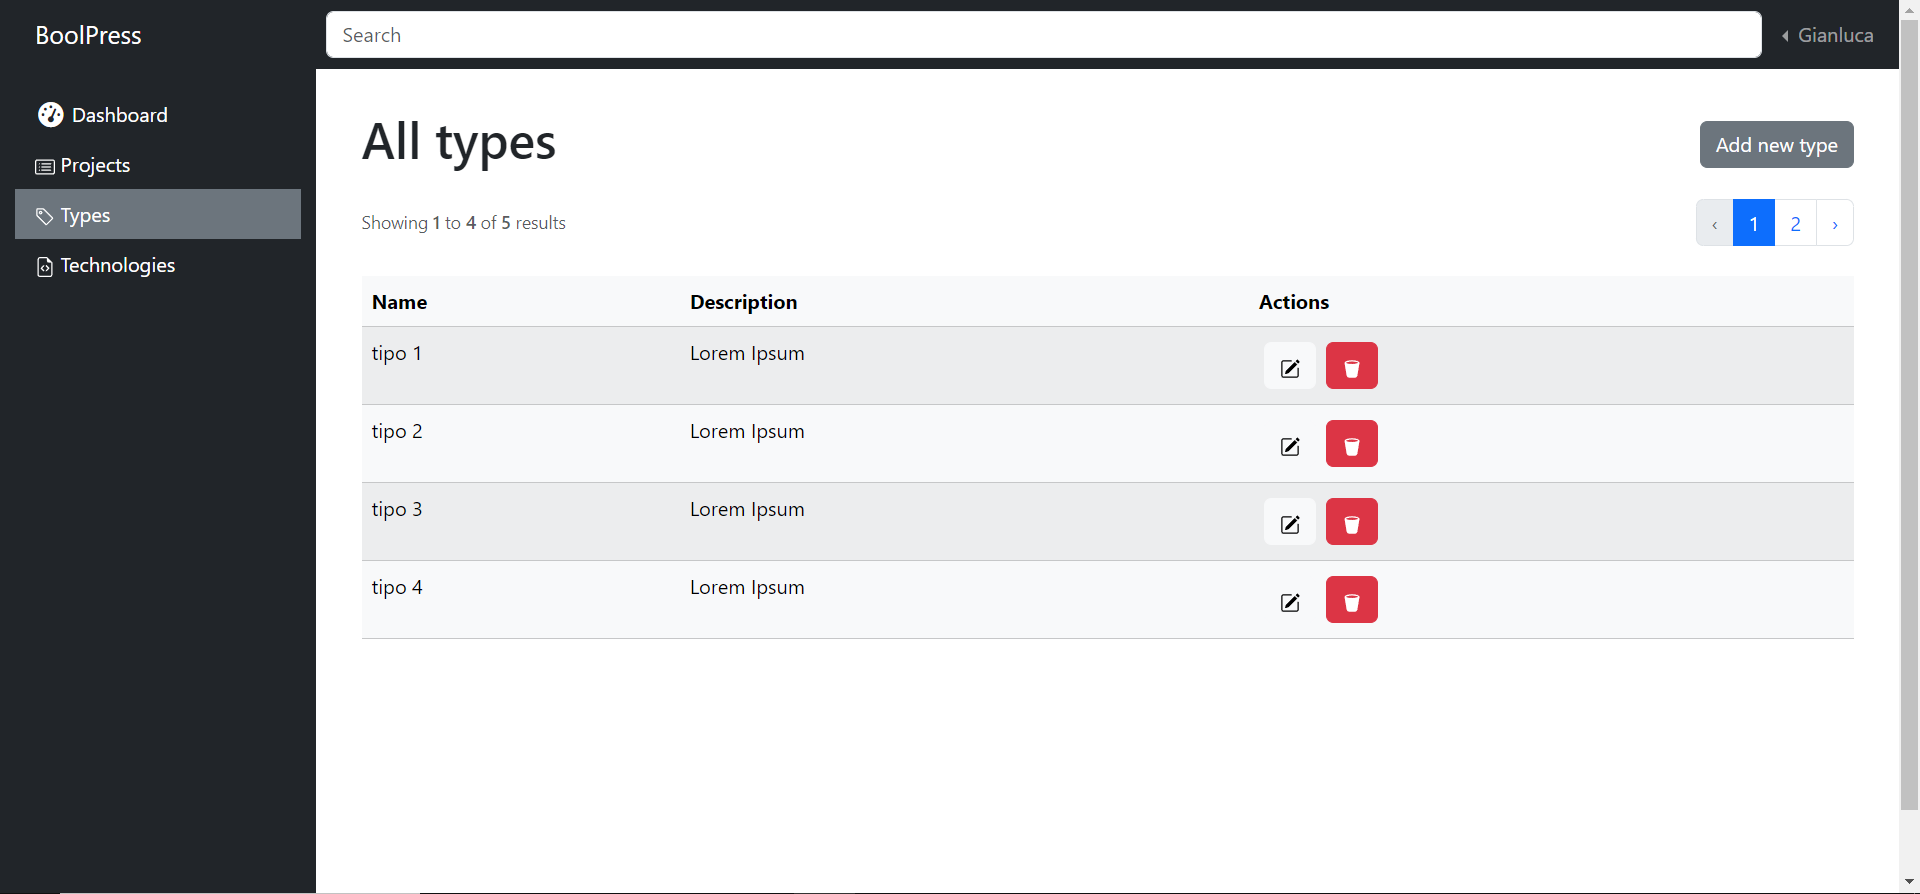 BoolPress
Search
Gianluca
Dashboard
Projects
Types
Technologies
All types
Add new type
Showing 1 to 4 of 5 results
‹ 1 2 ›
Name Description Actions
tipo 1 Lorem Ipsum
tipo 2 Lorem Ipsum
tipo 3 Lorem Ipsum
tipo 4 Lorem Ipsum